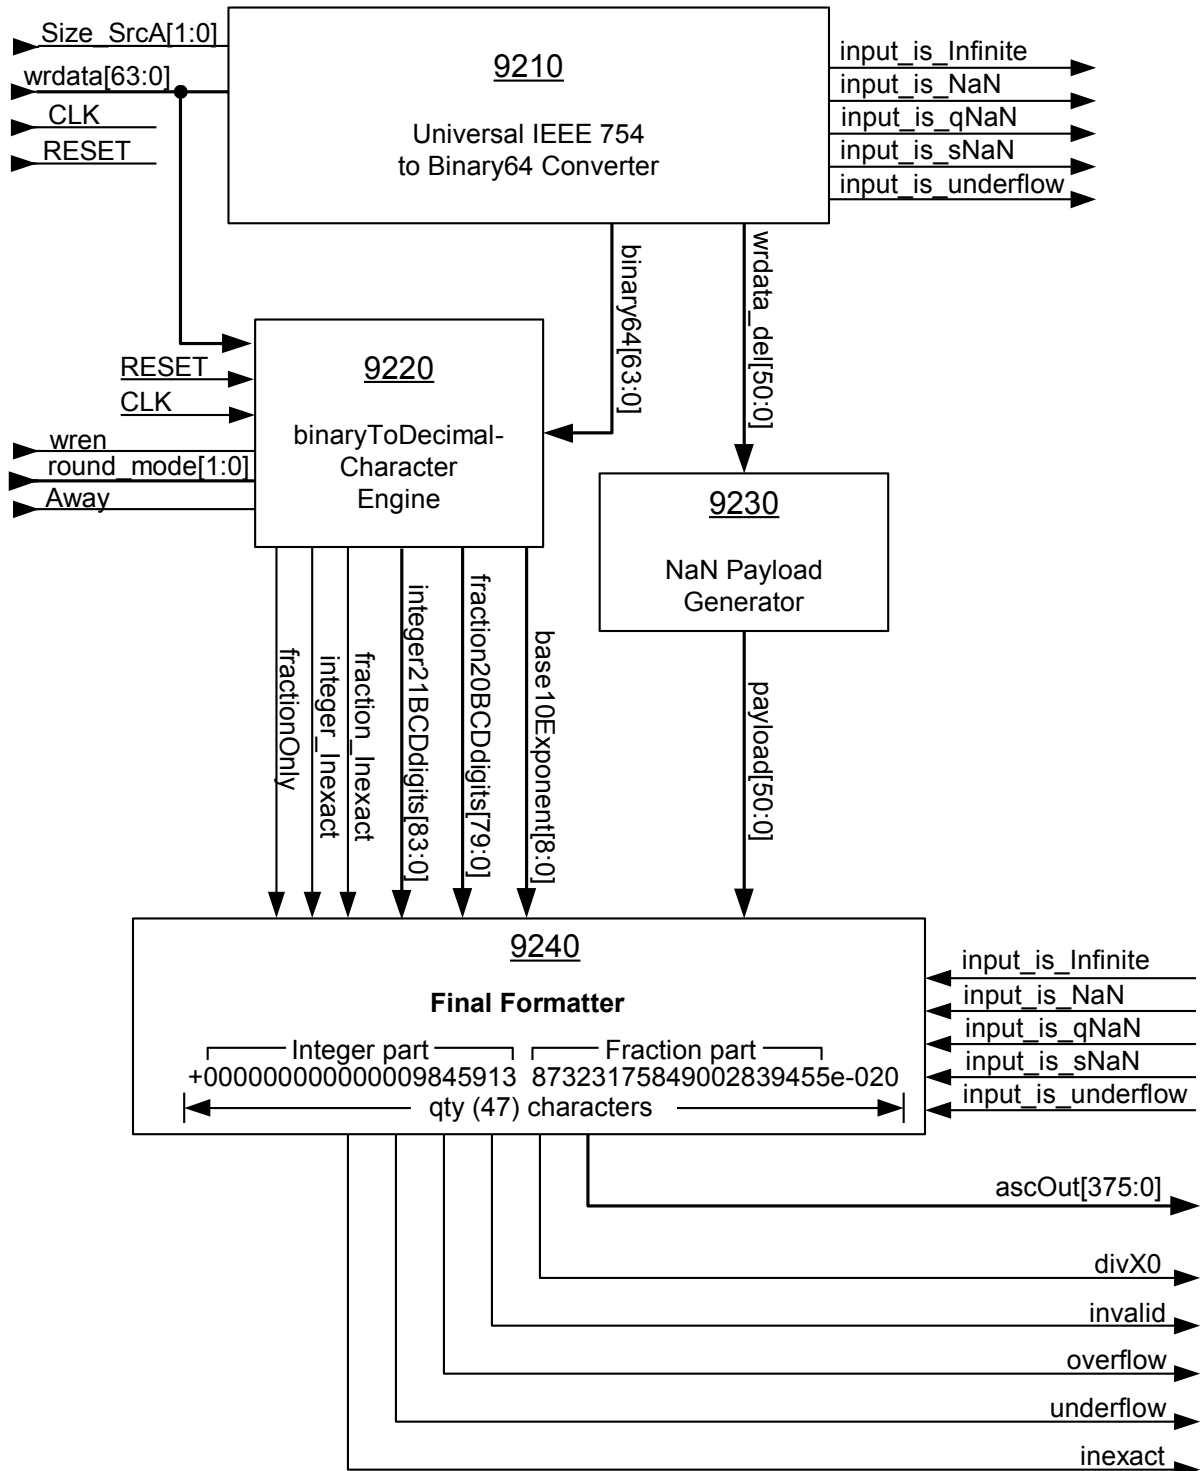 Size_SrcA[1:0]
wrdata[63:0]
CLK
RESET
9210
Universal IEEE 754
to Binary64 Converter
input_is_Infinite
input_is_NaN
input_is_qNaN
input_is_sNaN
input_is_underflow
binary64[63:0]
wrdata_del[50:0]
RESET
CLK
wren
round_mode[1:0]
Away
9220
binaryToDecimal-
Character
Engine
9230
NaN Payload
Generator
fractionOnly
integer_Inexact
fraction_Inexact
integer21BCDdigits[83:0]
fraction20BCDdigits[79:0]
base10Exponent[8:0]
payload[50:0]
9240
Final Formatter
Integer part Fraction part
+000000000000009845913 87323175849002839455e-020
qty (47) characters
input_is_Infinite
input_is_NaN
input_is_qNaN
input_is_sNaN
input_is_underflow
ascOut[375:0]
divX0
invalid
overflow
underflow
inexact